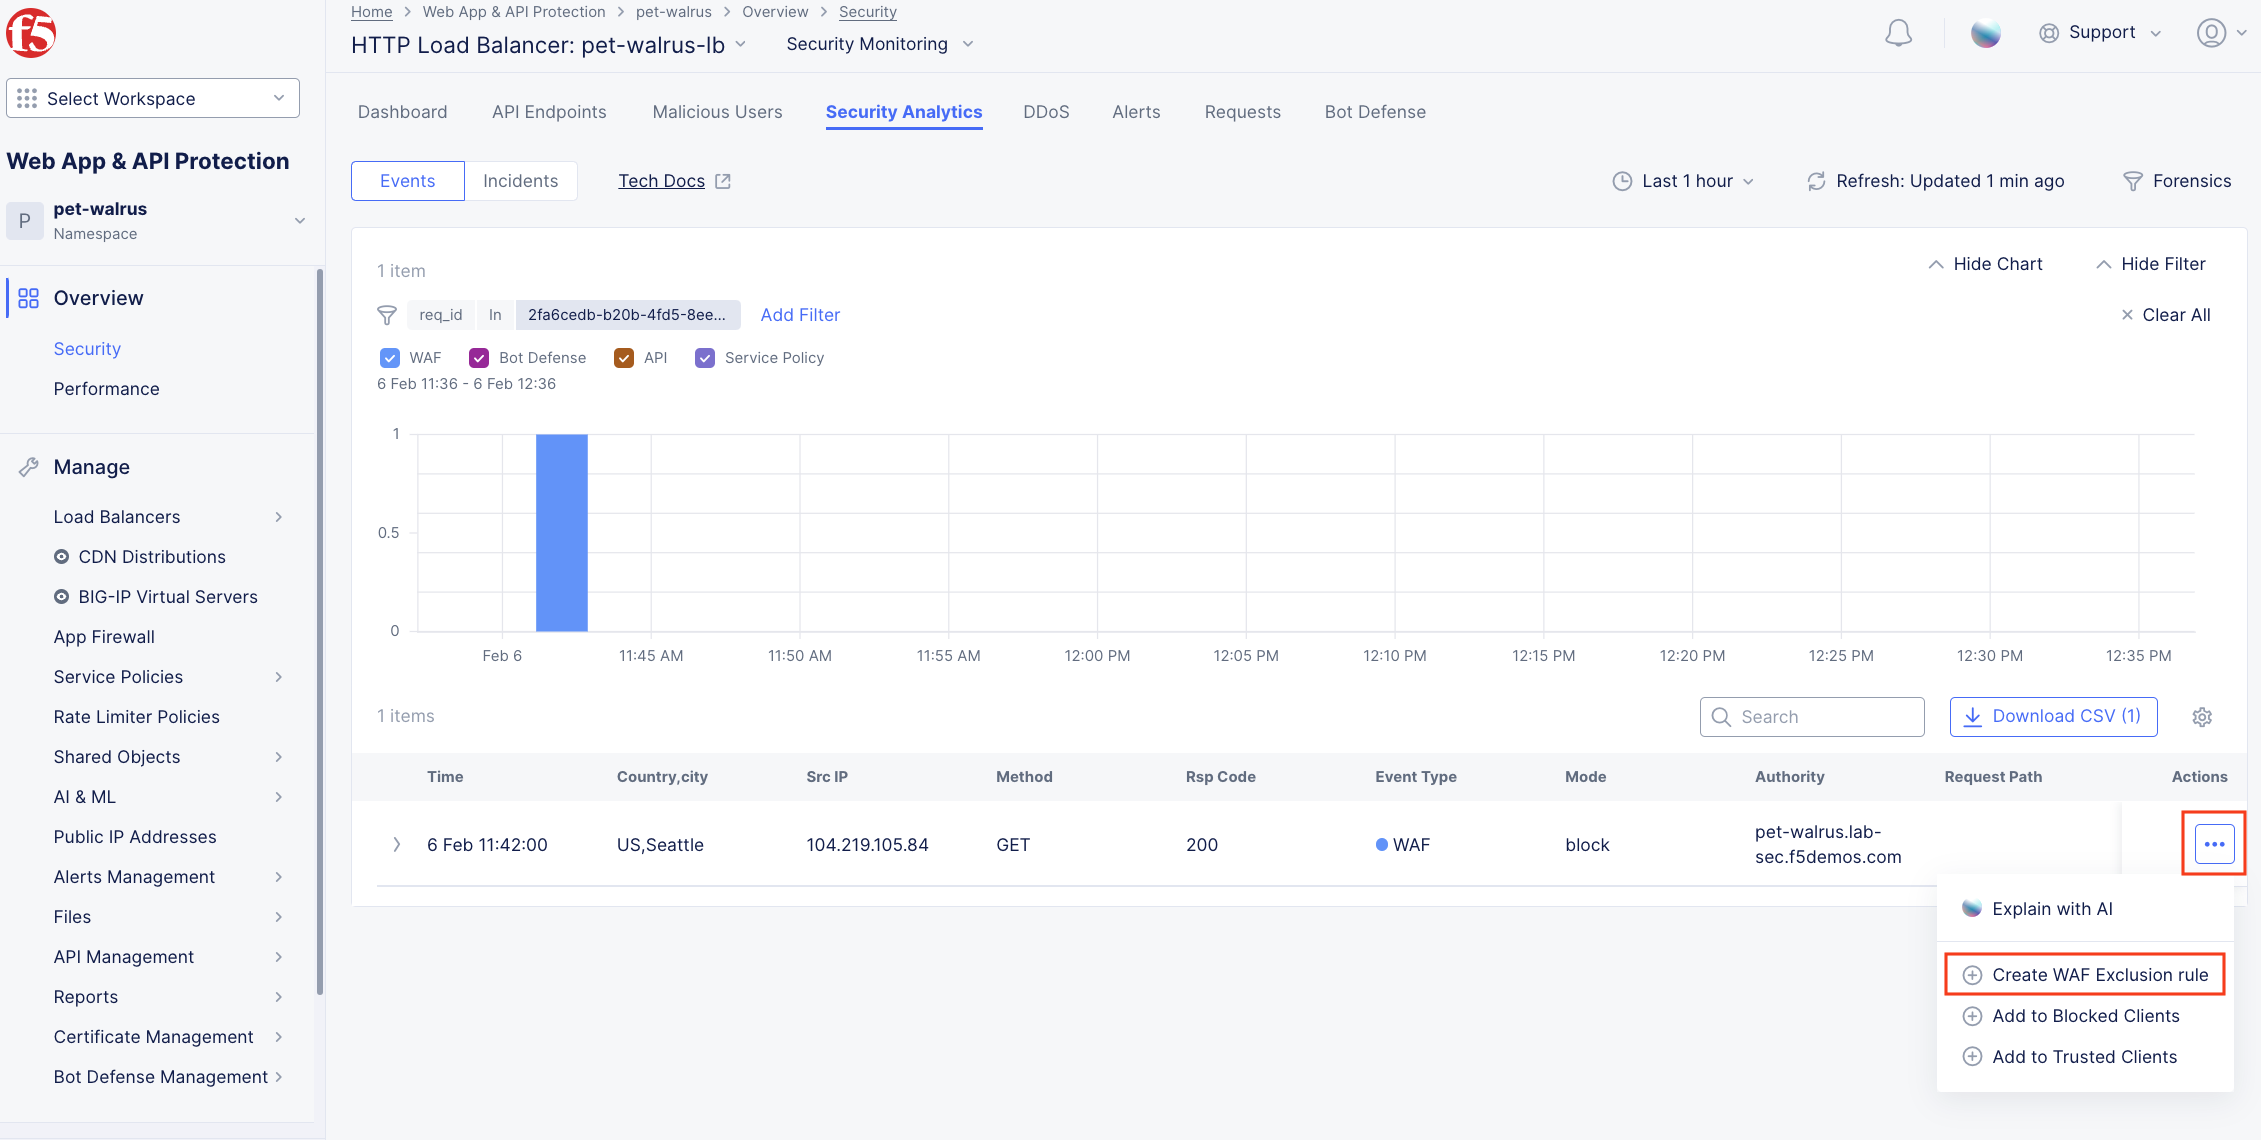 f5
Select Workspace
Web App & API Protection
P
pet-walrus
Namespace
Overview
Security
Performance
Manage
Load Balancers
CDN Distributions
BIG-IP Virtual Servers
App Firewall
Service Policies
Rate Limiter Policies
Shared Objects
AI & ML
Public IP Addresses
Alerts Management
Files
API Management
Reports
Certificate Management
Bot Defense Management
Home > Web App & API Protection > pet-walrus > Overview > Security
HTTP Load Balancer: pet-walrus-lb Security Monitoring
Support
Dashboard API Endpoints Malicious Users Security Analytics DDoS Alerts Requests Bot Defense
Events Incidents Tech Docs Last 1 hour Refresh: Updated 1 min ago Forensics
1 item Hide Chart Hide Filter
req_id In 2fa6cedb-b20b-4fd5-8ee... Add Filter Clear All
WAF Bot Defense API Service Policy
6 Feb 11:36 - 6 Feb 12:36
1
0.5
0
Feb 6 11:45 AM 11:50 AM 11:55 AM 12:00 PM 12:05 PM 12:10 PM 12:15 PM 12:20 PM 12:25 PM 12:30 PM 12:35 PM
1 items Search Download CSV (1)
Time Country,city Src IP Method Rsp Code Event Type Mode Authority Request Path Actions
6 Feb 11:42:00 US,Seattle 104.219.105.84 GET 200 WAF block pet-walrus.lab-
sec.f5demos.com
Explain with AI
Create WAF Exclusion rule
Add to Blocked Clients
Add to Trusted Clients